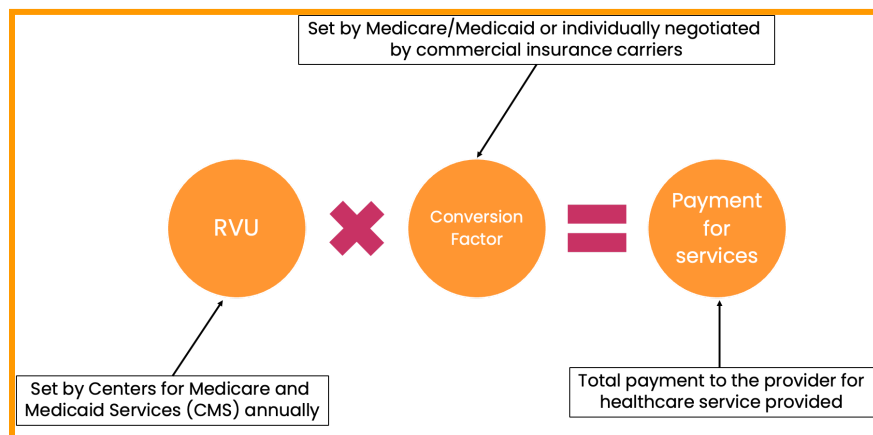 Set by Medicare/Medicaid or individually negotiated
by commercial insurance carriers
RVU
Conversion
Factor
Payment
for
services
Set by Centers for Medicare and
Medicaid Services (CMS) annually
Total payment to the provider for
healthcare service provided